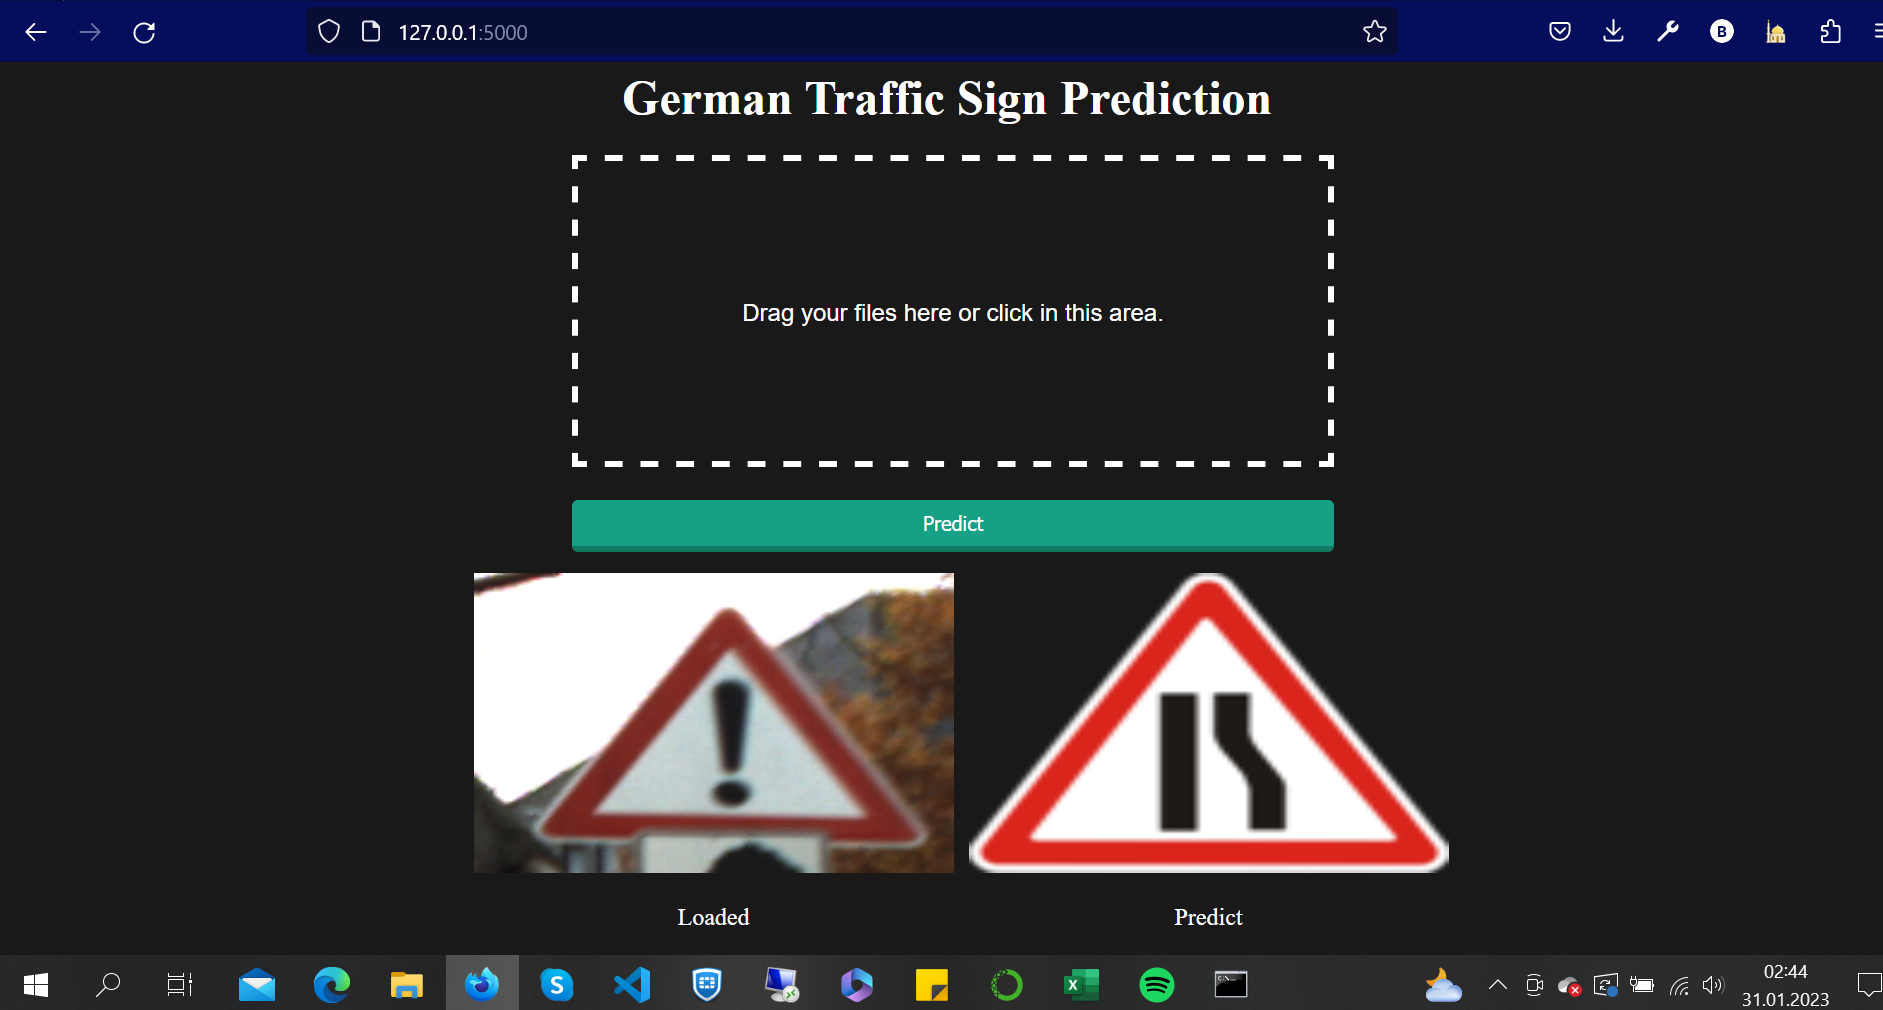 127.0.0.1:5000
B
German Traffic Sign Prediction
Drag your files here or click in this area.
Predict
!
Loaded
Predict
S
X
02:44
31.01.2023